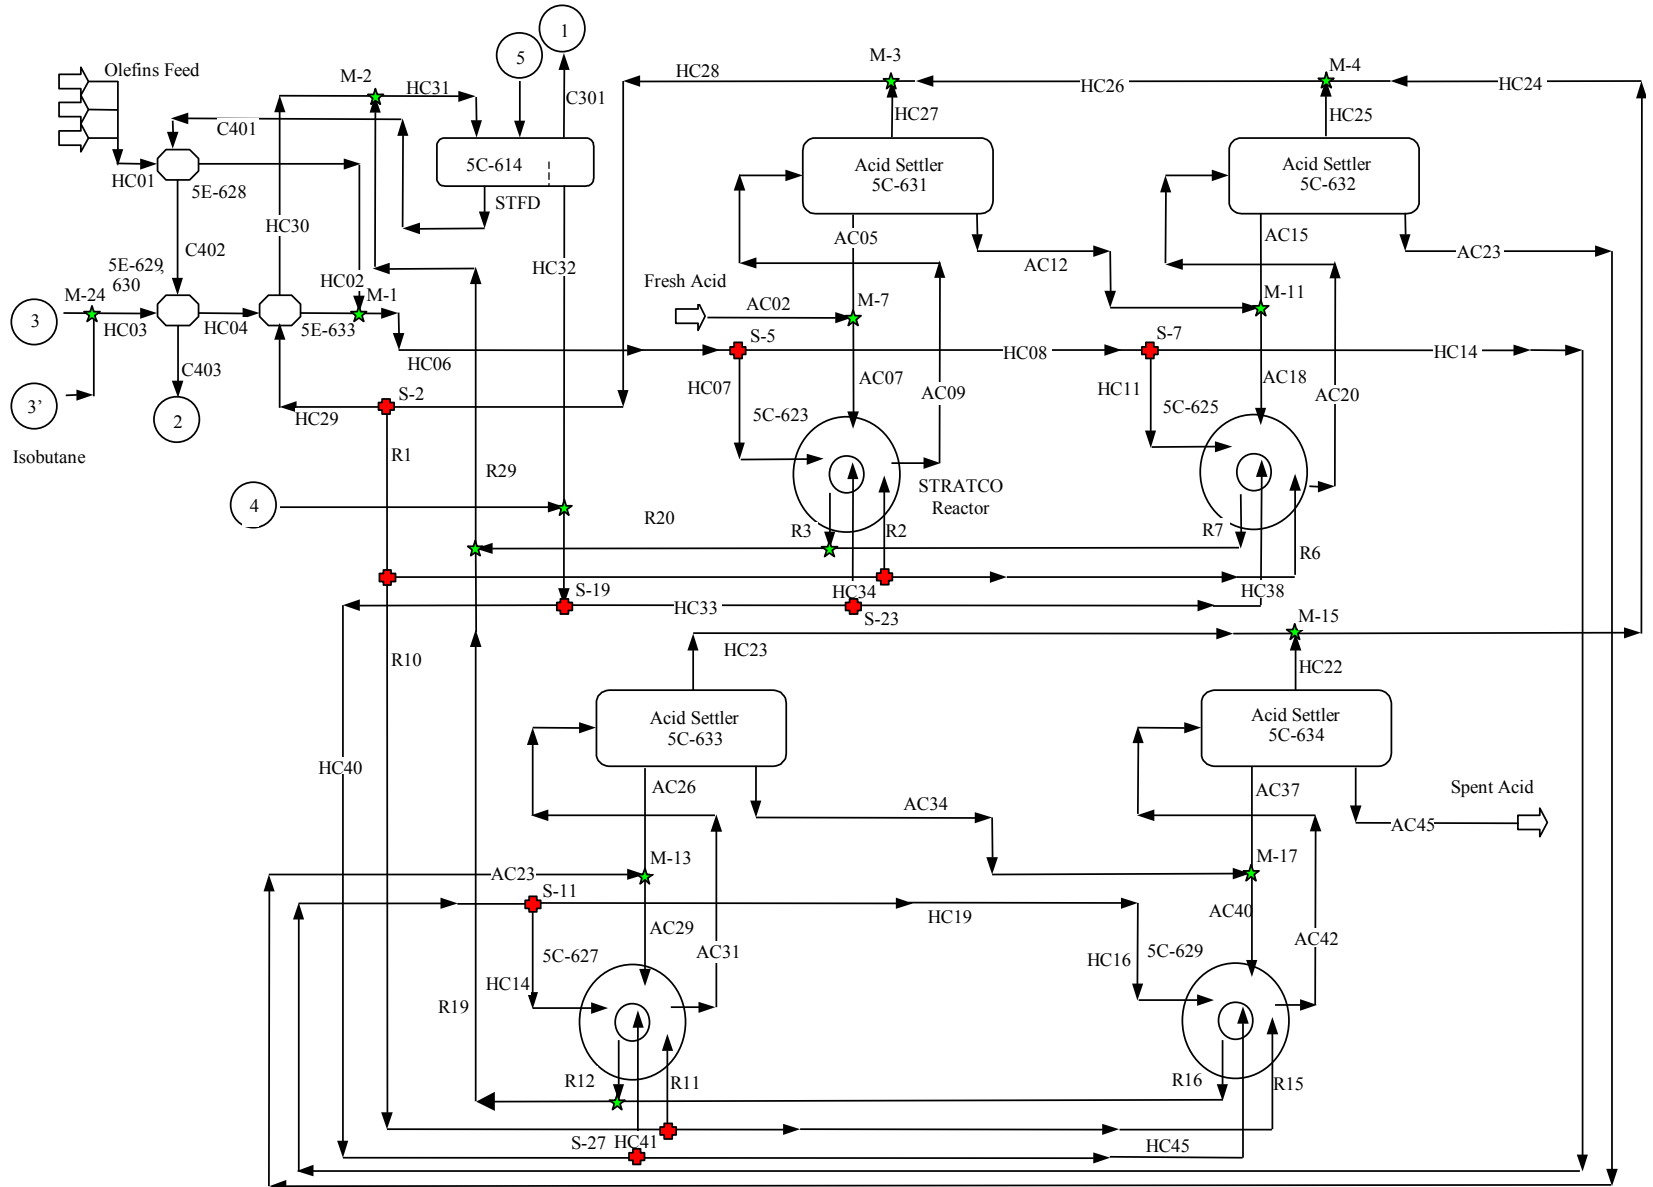 1
5
M-3
M-4
Olefins Feed
M-2
HC31
HC28
HC26
HC24
C301
HC27
HC25
C401
5C-614
Acid Settler
5C-631
Acid Settler
5C-632
HC01
5E-628
STFD
HC30
AC05
AC15
C402
AC12
AC23
5E-629,
630
HC32
HC02
Fresh Acid
M-24
M-1
AC02
M-7
M-11
3
HC03
HC04
5E-633
S-5
S-7
HC06
HC08
HC14
C403
HC07
AC07
AC09
HC11
AC18
AC20
3’
S-2
2
HC29
5C-623
5C-625
Isobutane
R1
R29
STRATCO
Reactor
4
R20
R3
R2
R7
R6
S-19
HC34
HC38
HC33
S-23
M-15
HC23
R10
HC22
Acid Settler
5C-633
Acid Settler
5C-634
HC40
AC26
AC37
Spent Acid
AC34
AC45
M-13
M-17
AC23
S-11
AC40
HC19
AC29
AC31
AC42
5C-627
5C-629
HC14
HC16
R19
R12
R11
R16
R15
S-27
HC41
HC45